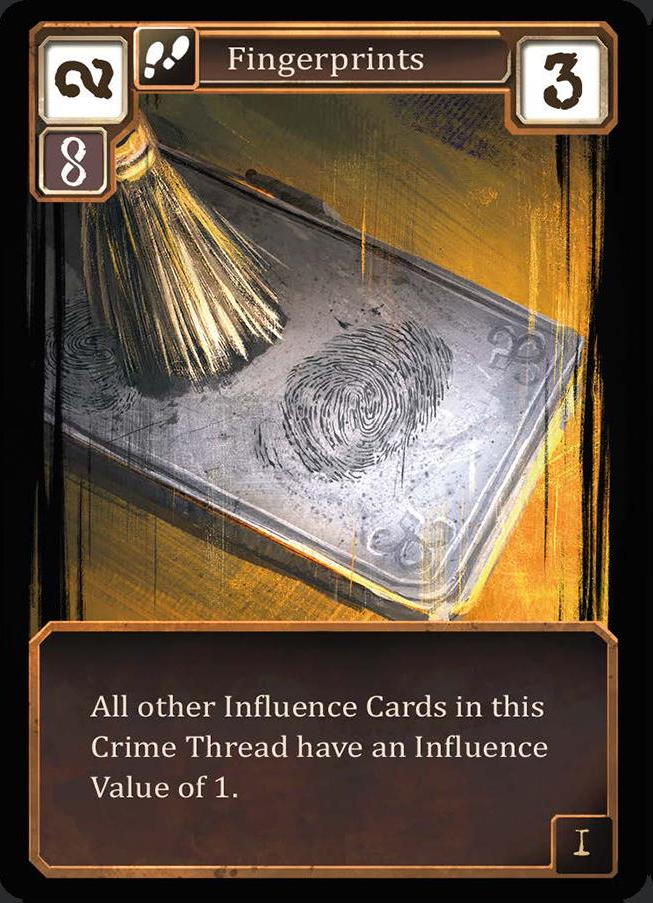 2
Fingerprints
3
8
All other Influence Cards in this
Crime Thread have an Influence
Value of 1.
I